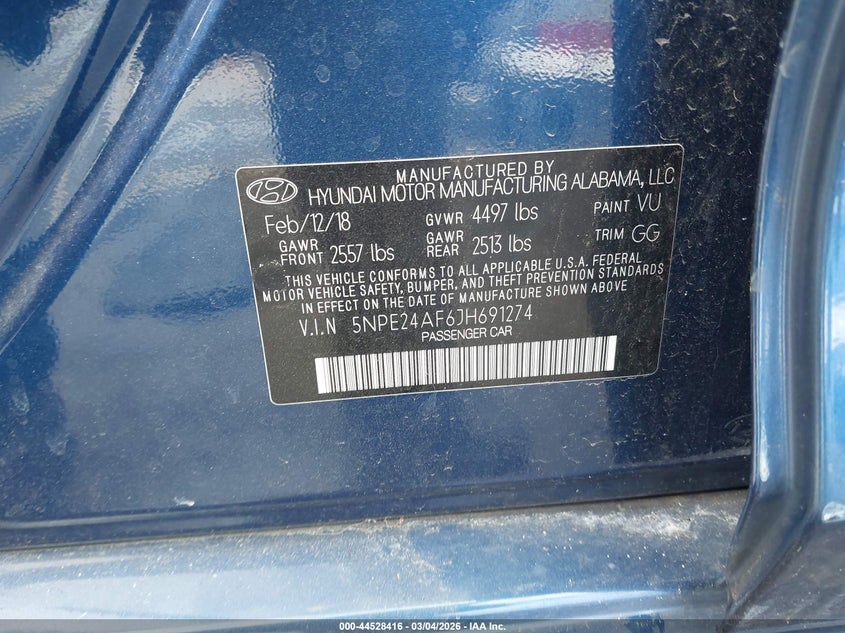 MANUFACTURED BY
HYUNDAI MOTOR MANUFACTURING ALABAMA, LLC
Feb/12/18 GVWR 4497 lbs PAINT VU
GAWR FRONT 2557 lbs GAWR REAR 2513 lbs TRIM GG
THIS VEHICLE CONFORMS TO ALL APPLICABLE U.S.A. FEDERAL
MOTOR VEHICLE SAFETY, BUMPER, AND THEFT PREVENTION STANDARDS
IN EFFECT ON THE DATE OF MANUFACTURE SHOWN ABOVE.
V.I.N 5NPE24AF6JH691274
PASSENGER CAR
000-44528416 - 03/04/2026 - IAA Inc.